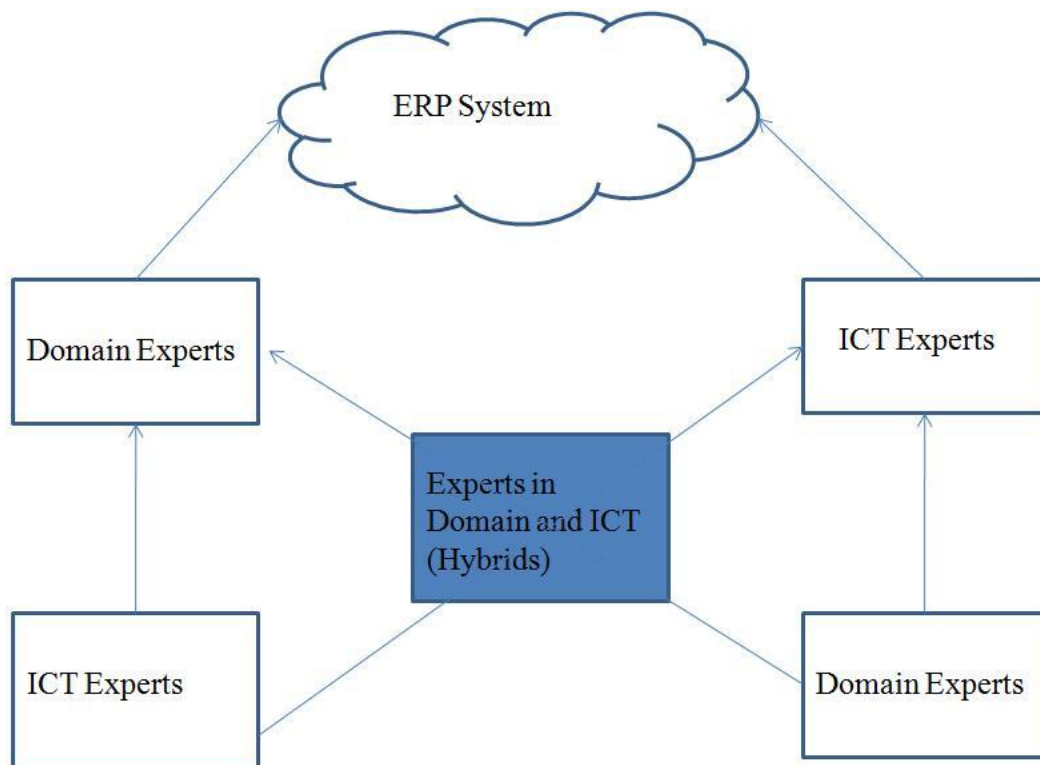 ERP System
Domain Experts
ICT Experts
Experts in
Domain and ICT
(Hybrids)
ICT Experts
Domain Experts